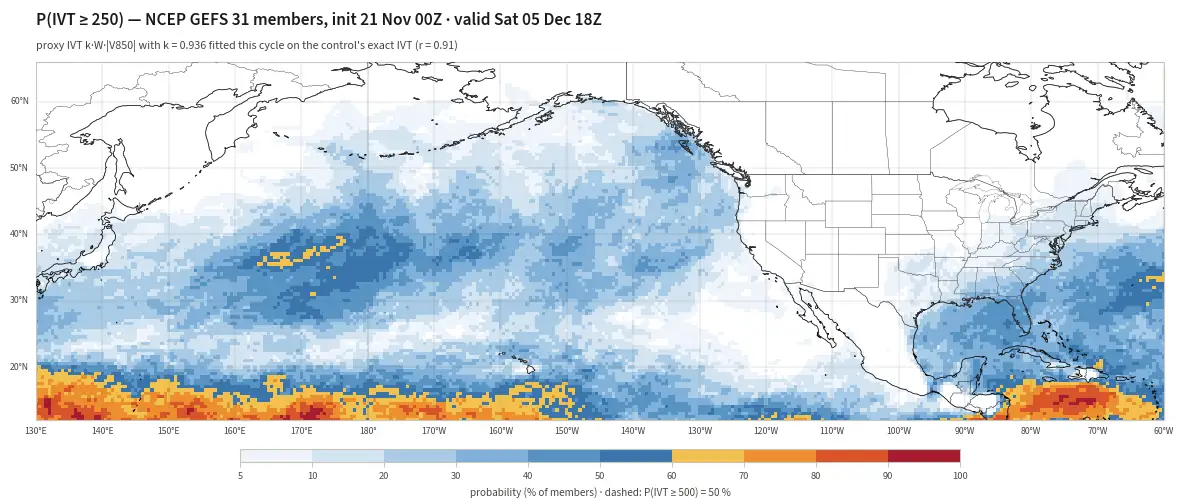 P(IVT ≥ 250) — NCEP GEFS 31 members, init 21 Nov 00Z · valid Sat 05 Dec 18Z
proxy IVT k·W·|V850| with k = 0.936 fitted this cycle on the control's exact IVT (r = 0.91)
60°N
50°N
40°N
30°N
20°N
130°E 140°E 150°E 160°E 170°E 180° 170°W 160°W 150°W 140°W 130°W 120°W 110°W 100°W 90°W 80°W 70°W 60°W
5 10 20 30 40 50 60 70 80 90 100
probability (% of members) · dashed: P(IVT ≥ 500) = 50 %